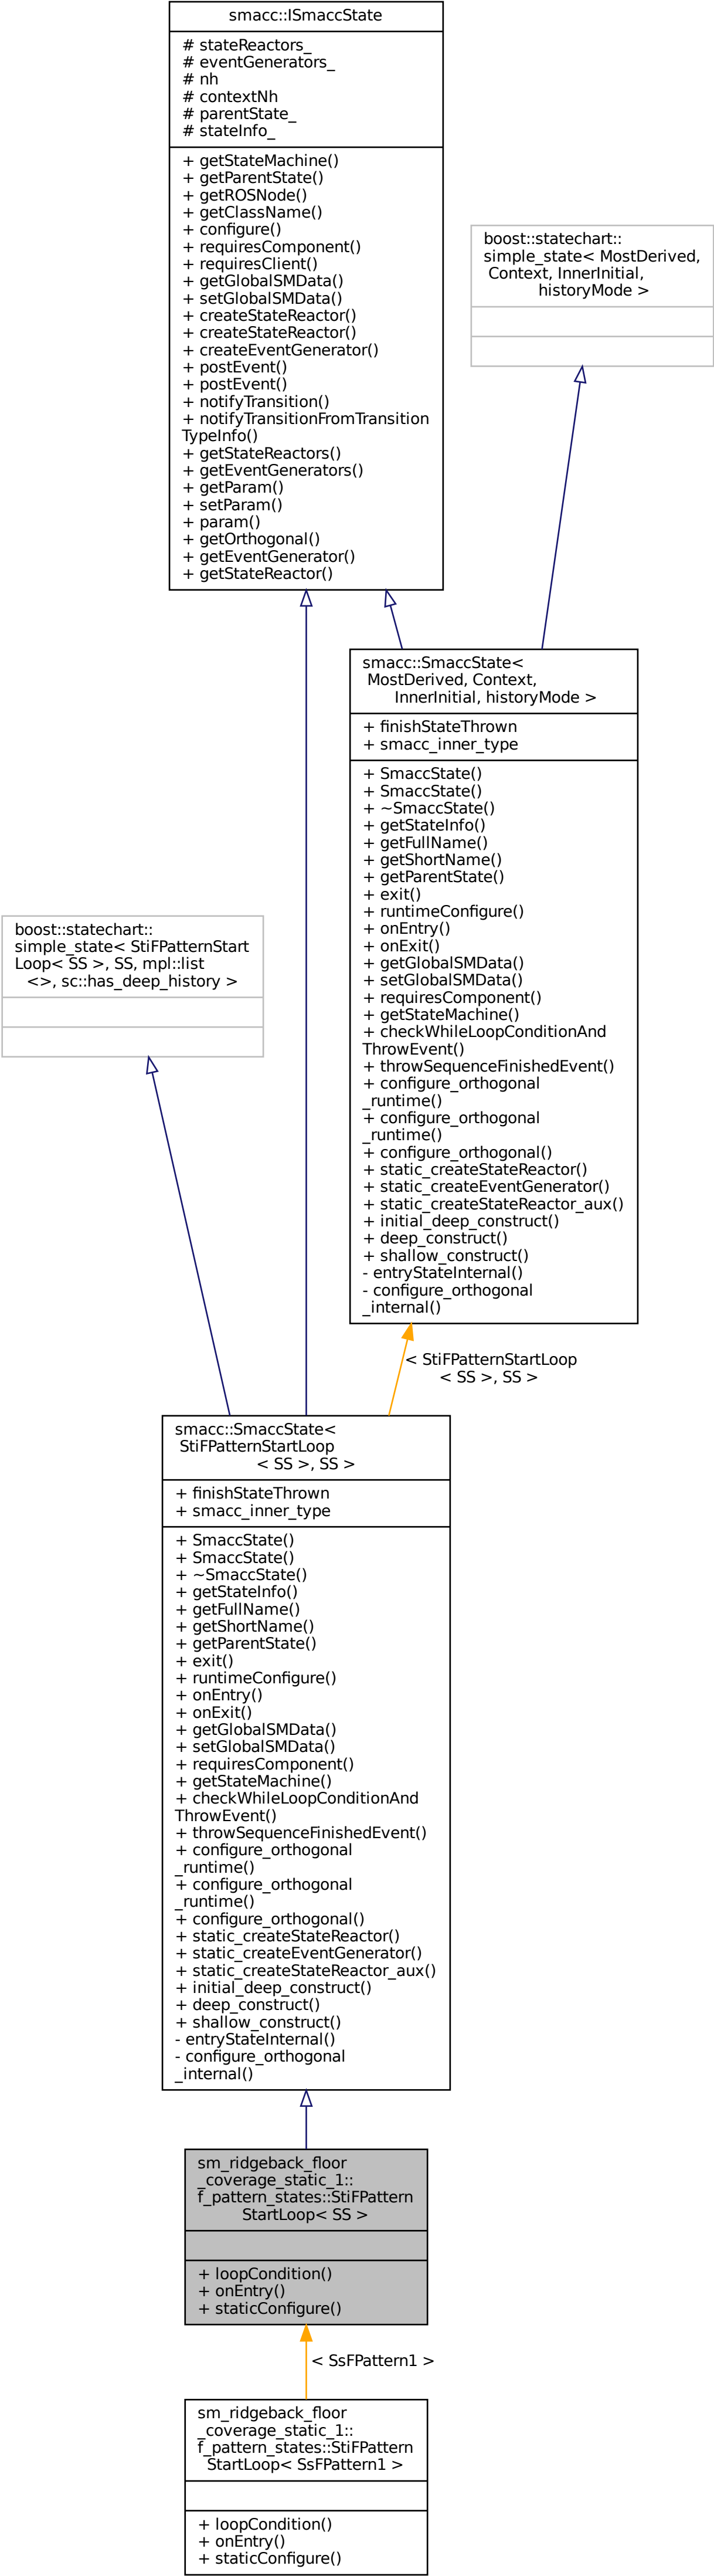 smacc::ISmaccState
# stateReactors_
# eventGenerators_
# nh
# contextNh
# parentState_
# stateInfo_
+ getStateMachine()
+ getParentState()
+ getROSNode()
+ getClassName()
+ configure()
+ requiresComponent()
+ requiresClient()
+ getGlobalSMData()
+ setGlobalSMData()
+ createStateReactor()
+ createStateReactor()
+ createEventGenerator()
+ postEvent()
+ postEvent()
+ notifyTransition()
+ notifyTransitionFromTransition
TypeInfo()
+ getStateReactors()
+ getEventGenerators()
+ getParam()
+ setParam()
+ param()
+ getOrthogonal()
+ getEventGenerator()
+ getStateReactor()
boost::statechart::
simple_state< MostDerived,
Context, InnerInitial,
historyMode >
smacc::SmaccState<
MostDerived, Context,
InnerInitial, historyMode >
+ finishStateThrown
+ smacc_inner_type
+ SmaccState()
+ SmaccState()
+ ~SmaccState()
+ getStateInfo()
+ getFullName()
+ getShortName()
+ getParentState()
+ exit()
+ runtimeConfigure()
+ onEntry()
+ onExit()
+ getGlobalSMData()
+ setGlobalSMData()
+ requiresComponent()
+ getStateMachine()
+ checkWhileLoopConditionAnd
ThrowEvent()
+ throwSequenceFinishedEvent()
+ configure_orthogonal
_runtime()
+ configure_orthogonal
_runtime()
+ configure_orthogonal()
+ static_createStateReactor()
+ static_createEventGenerator()
+ static_createStateReactor_aux()
+ initial_deep_construct()
+ deep_construct()
+ shallow_construct()
- entryStateInternal()
- configure_orthogonal
_internal()
boost::statechart::
simple_state< StiFPatternStart
Loop< SS >, SS, mpl::list
<>, sc::has_deep_history >
< StiFPatternStartLoop
< SS >, SS >
smacc::SmaccState<
StiFPatternStartLoop
< SS >, SS >
+ finishStateThrown
+ smacc_inner_type
+ SmaccState()
+ SmaccState()
+ ~SmaccState()
+ getStateInfo()
+ getFullName()
+ getShortName()
+ getParentState()
+ exit()
+ runtimeConfigure()
+ onEntry()
+ onExit()
+ getGlobalSMData()
+ setGlobalSMData()
+ requiresComponent()
+ getStateMachine()
+ checkWhileLoopConditionAnd
ThrowEvent()
+ throwSequenceFinishedEvent()
+ configure_orthogonal
_runtime()
+ configure_orthogonal
_runtime()
+ configure_orthogonal()
+ static_createStateReactor()
+ static_createEventGenerator()
+ static_createStateReactor_aux()
+ initial_deep_construct()
+ deep_construct()
+ shallow_construct()
- entryStateInternal()
- configure_orthogonal
_internal()
sm_ridgeback_floor
_coverage_static_1::
f_pattern_states::StiFPattern
StartLoop< SS >
+ loopCondition()
+ onEntry()
+ staticConfigure()
< SsFPattern1 >
sm_ridgeback_floor
_coverage_static_1::
f_pattern_states::StiFPattern
StartLoop< SsFPattern1 >
+ loopCondition()
+ onEntry()
+ staticConfigure()